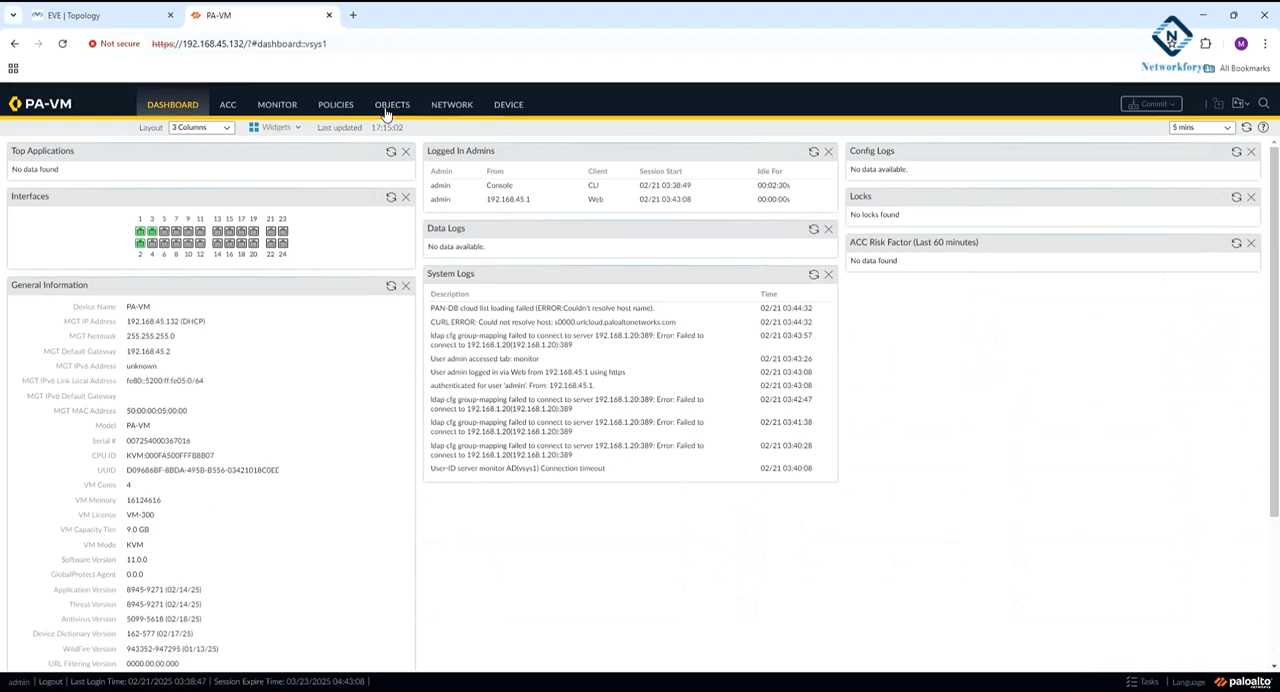 EVE | Topology
PA-VM
Not secure https://192.168.45.132/?#dashboard::vsys1
N
M
Networkforyou
All Bookmarks
PA-VM
DASHBOARD ACC MONITOR POLICIES OBJECTS NETWORK DEVICE
Commit
Layout 3 Columns Widgets Last updated 17:15:02
5 mins
Top Applications
No data found
Interfaces
1 3 5 7 9 11 13 15 17 19 21 23
2 4 6 8 10 12 14 16 18 20 22 24
General Information
Device Name PA-VM
MGT IP Address 192.168.45.132 (DHCP)
MGT Netmask 255.255.255.0
MGT Default Gateway 192.168.45.2
MGT IPv6 Address unknown
MGT IPv6 Link Local Address fe80::5200:ff:fe05:0/64
MGT IPv6 Default Gateway
MGT MAC Address 50:00:00:05:00:00
Model PA-VM
Serial # 007254000367016
CPU ID KVM:000FA500FFFB8B07
UUID D09686BF-8BDA-495B-B556-03421018C0EE
VM Cores 4
VM Memory 16124616
VM License VM-300
VM Capacity Tier 9.0 GB
VM Mode KVM
Software Version 11.0.0
GlobalProtect Agent 0.0.0
Application Version 8945-9271 (02/14/25)
Threat Version 8945-9271 (02/14/25)
Antivirus Version 5099-5618 (02/18/25)
Device Dictionary Version 162-577 (02/17/25)
WildFire Version 943352-947295 (01/13/25)
URL Filtering Version 0000.00.00.000
Logged In Admins
Admin From Client Session Start Idle For
admin Console CLI 02/21 03:38:49 00:02:30s
admin 192.168.45.1 Web 02/21 03:43:08 00:00:00s
Data Logs
No data available.
System Logs
Description Time
PAN-DB cloud list loading failed (ERROR:Couldn't resolve host name). 02/21 03:44:32
CURL ERROR: Could not resolve host: s0000.urlcloud.paloaltonetworks.com 02/21 03:44:32
ldap cfg group-mapping failed to connect to server 192.168.1.20:389: Error: Failed to 02/21 03:43:57
connect to 192.168.1.20(192.168.1.20):389
User admin accessed tab: monitor 02/21 03:43:26
User admin logged in via Web from 192.168.45.1 using https 02/21 03:43:08
authenticated for user 'admin'. From: 192.168.45.1. 02/21 03:43:08
ldap cfg group-mapping failed to connect to server 192.168.1.20:389: Error: Failed to 02/21 03:42:47
connect to 192.168.1.20(192.168.1.20):389
ldap cfg group-mapping failed to connect to server 192.168.1.20:389: Error: Failed to 02/21 03:41:38
connect to 192.168.1.20(192.168.1.20):389
ldap cfg group-mapping failed to connect to server 192.168.1.20:389: Error: Failed to 02/21 03:40:28
connect to 192.168.1.20(192.168.1.20):389
User-ID server monitor AD(vsys1) Connection timeout 02/21 03:40:08
Config Logs
No data available.
Locks
No locks found
ACC Risk Factor (Last 60 minutes)
No data found
admin | Logout | Last Login Time: 02/21/2025 03:38:47 | Session Expire Time: 03/23/2025 04:43:08 |
Tasks | Language paloalto NETWORKS